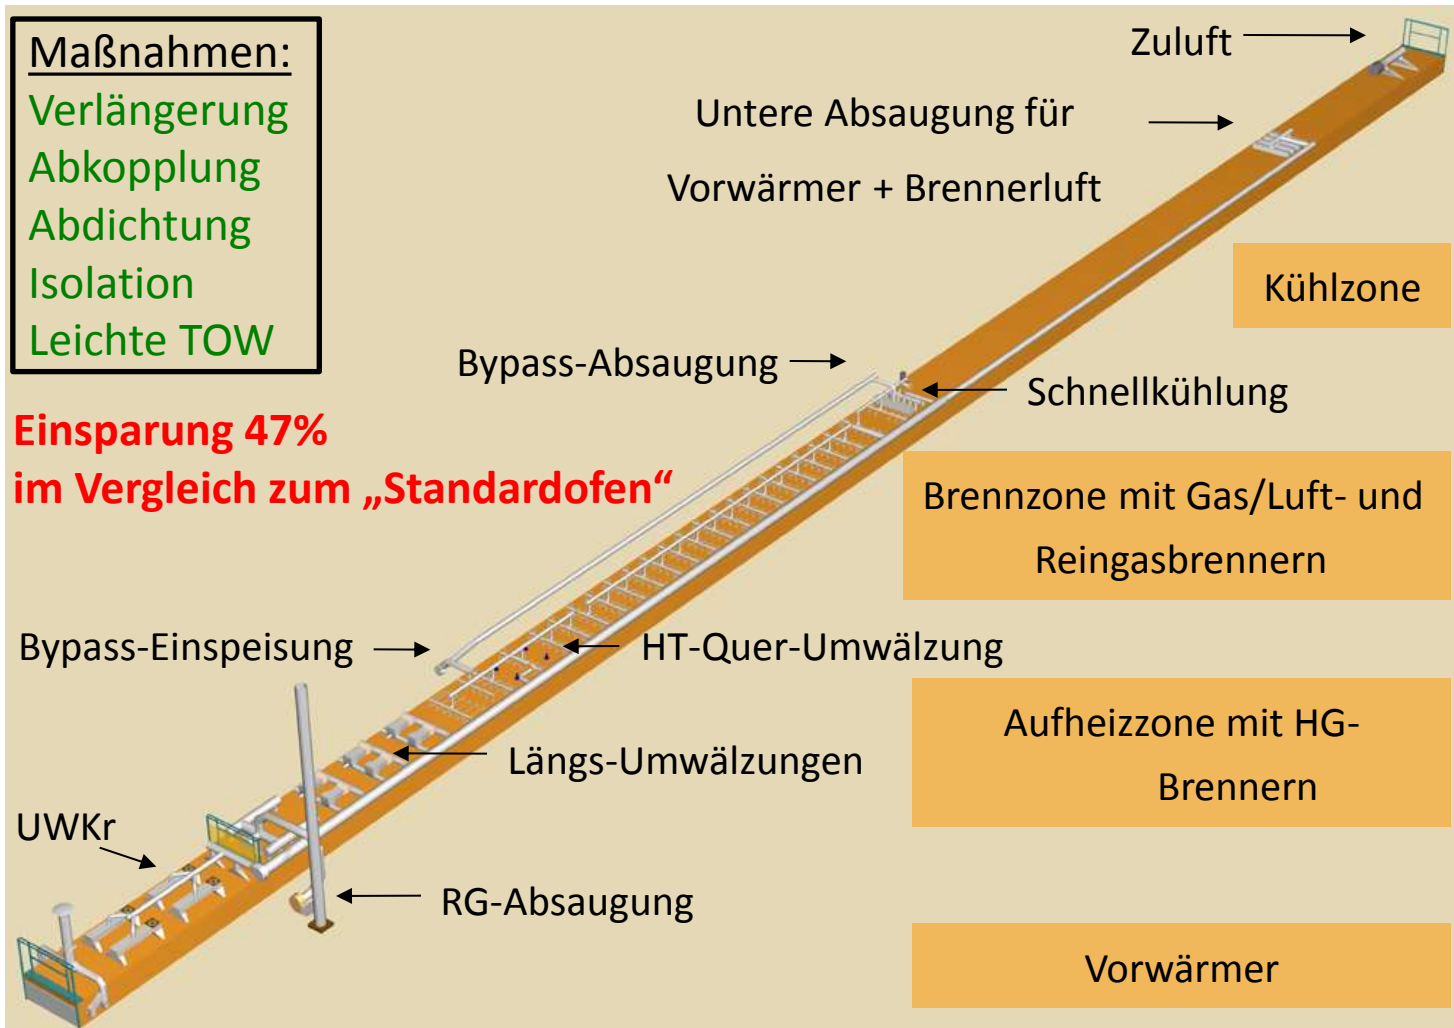 Maßnahmen:
Verlängerung
Abkopplung
Abdichtung
Isolation
Leichte TOW
Einsparung 47%
im Vergleich zum „Standardofen“
Zuluft
Untere Absaugung für
Vorwärmer + Brennerluft
Kühlzone
Bypass-Absaugung
Schnellkühlung
Brennzone mit Gas/Luft- und
Reingasbrennern
Bypass-Einspeisung
HT-Quer-Umwälzung
Aufheizzone mit HG-
Brennern
Längs-Umwälzungen
UWKr
RG-Absaugung
Vorwärmer